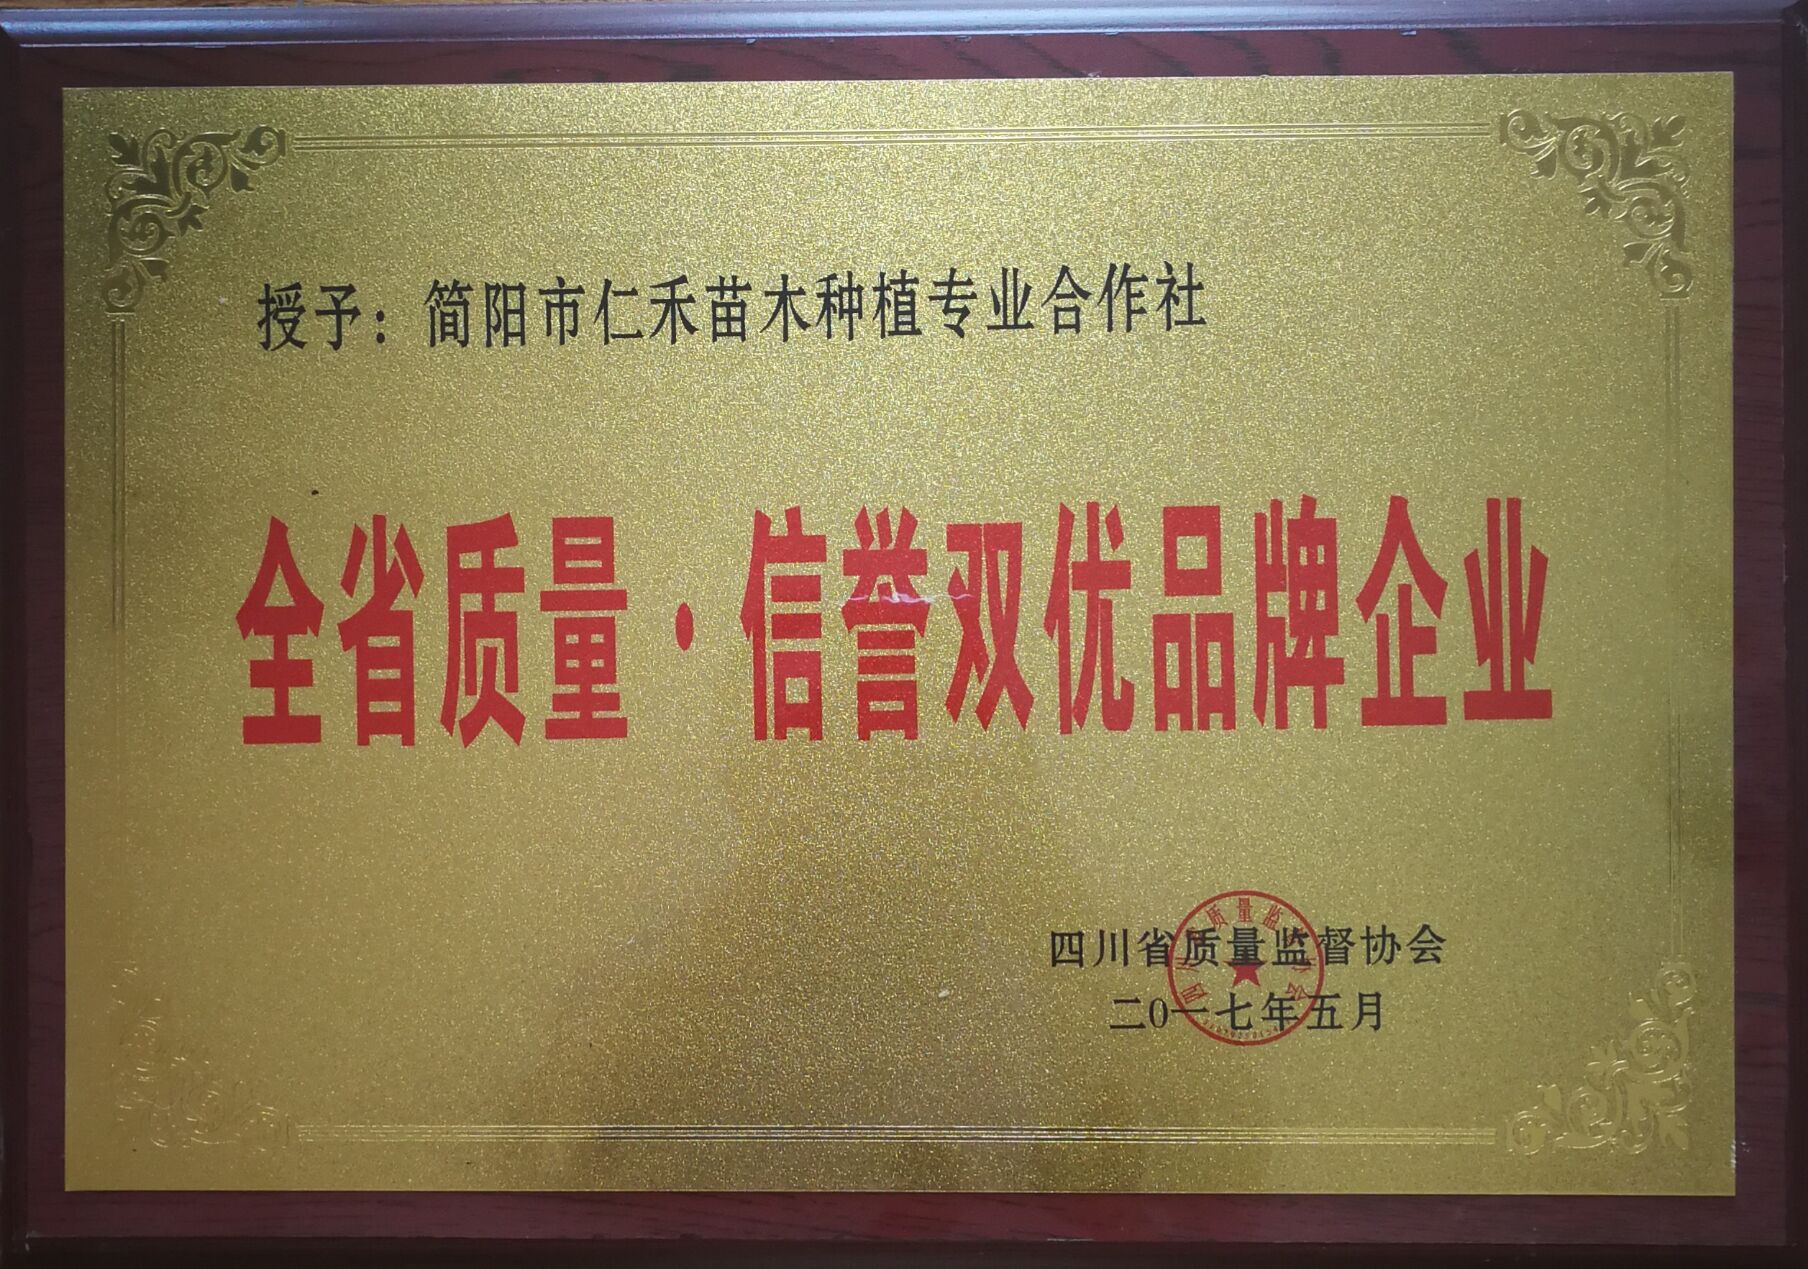 授予：简阳市仁禾苗木种植专业合作社
全省质量·信誉双优品牌企业
四川省质量监督协会
二0一七年五月